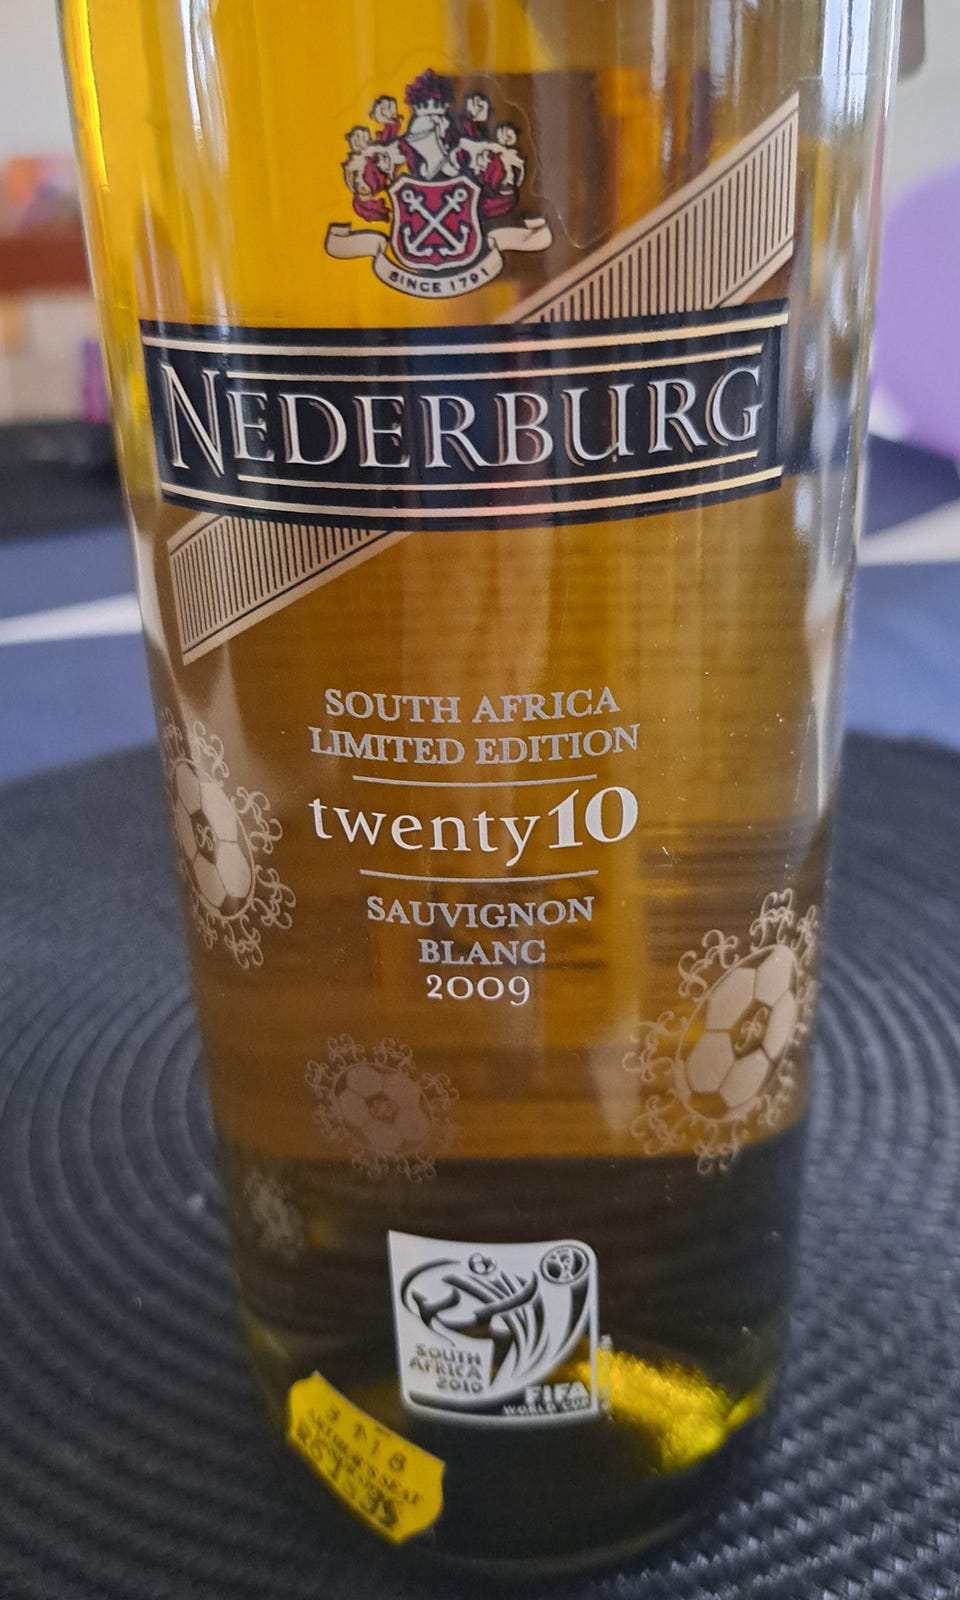 SINCE 1791
NEDERBURG
SOUTH AFRICA
LIMITED EDITION
twenty10
SAUVIGNON
BLANC
2009
SOUTH
AFRICA
2010
FIFA
WORLD CUP